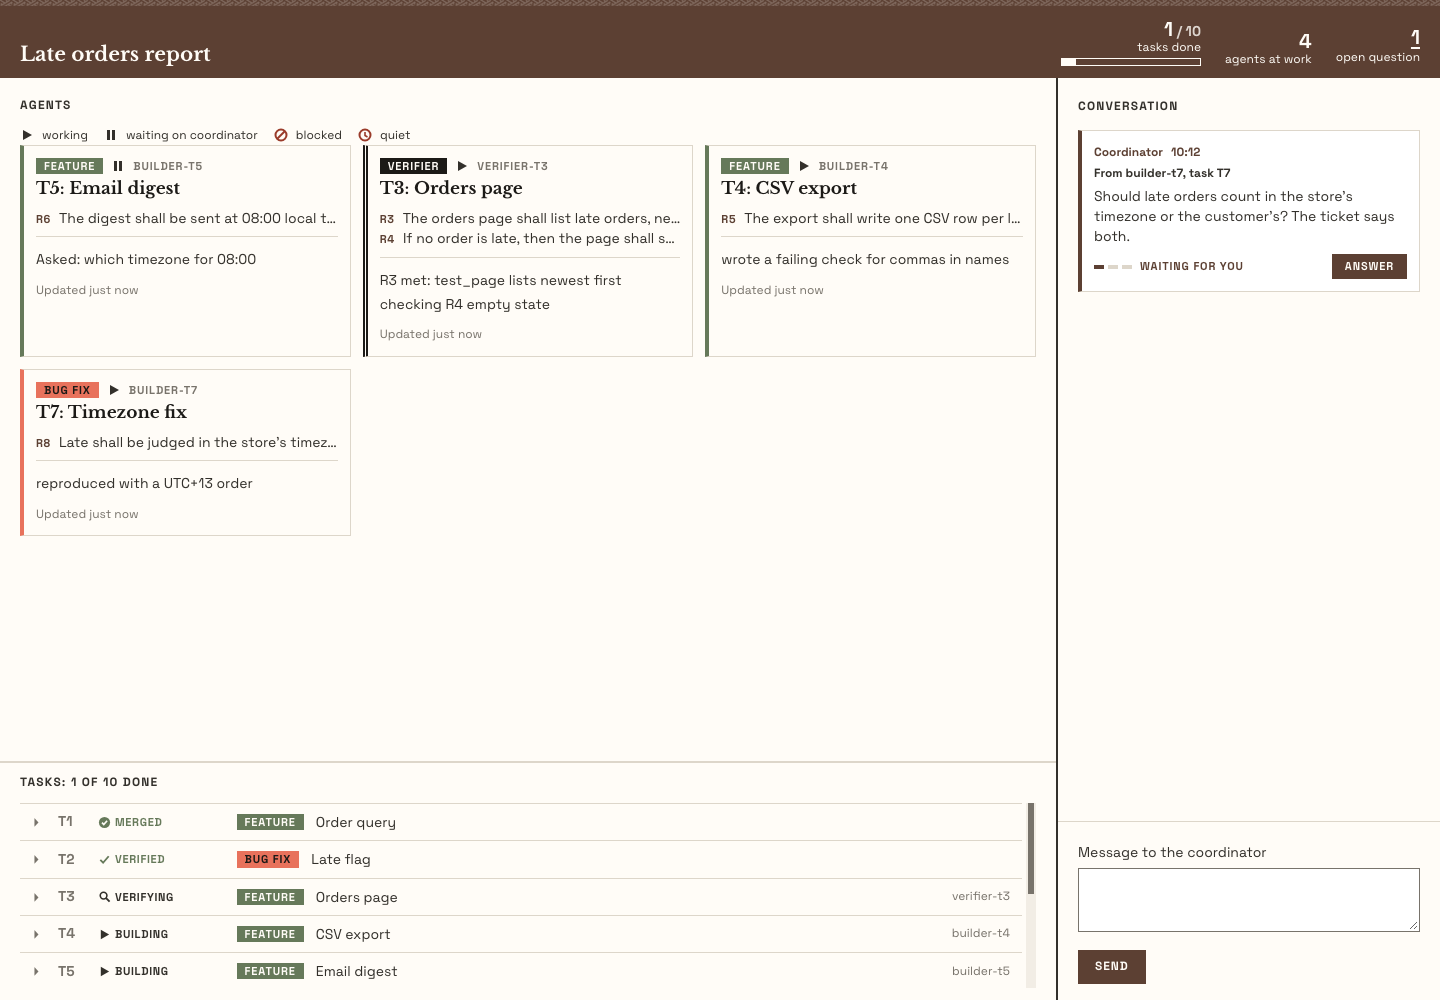 Late orders report
1 / 10
tasks done
4
agents at work
1
open question
AGENTS
working
waiting on coordinator
blocked
quiet
FEATURE BUILDER-T5
T5: Email digest
R6 The digest shall be sent at 08:00 local t...
Asked: which timezone for 08:00
Updated just now
VERIFIER VERIFIER-T3
T3: Orders page
R3 The orders page shall list late orders, ne...
R4 If no order is late, then the page shall s...
R3 met: test_page lists newest first
checking R4 empty state
Updated just now
FEATURE BUILDER-T4
T4: CSV export
R5 The export shall write one CSV row per l...
wrote a failing check for commas in names
Updated just now
BUG FIX BUILDER-T7
T7: Timezone fix
R8 Late shall be judged in the store's timez...
reproduced with a UTC+13 order
Updated just now
TASKS: 1 OF 10 DONE
T1 MERGED FEATURE Order query
T2 VERIFIED BUG FIX Late flag
T3 VERIFYING FEATURE Orders page verifier-t3
T4 BUILDING FEATURE CSV export builder-t4
T5 BUILDING FEATURE Email digest builder-t5
CONVERSATION
Coordinator 10:12
From builder-t7, task T7
Should late orders count in the store's
timezone or the customer's? The ticket says
both.
WAITING FOR YOU ANSWER
Message to the coordinator
SEND